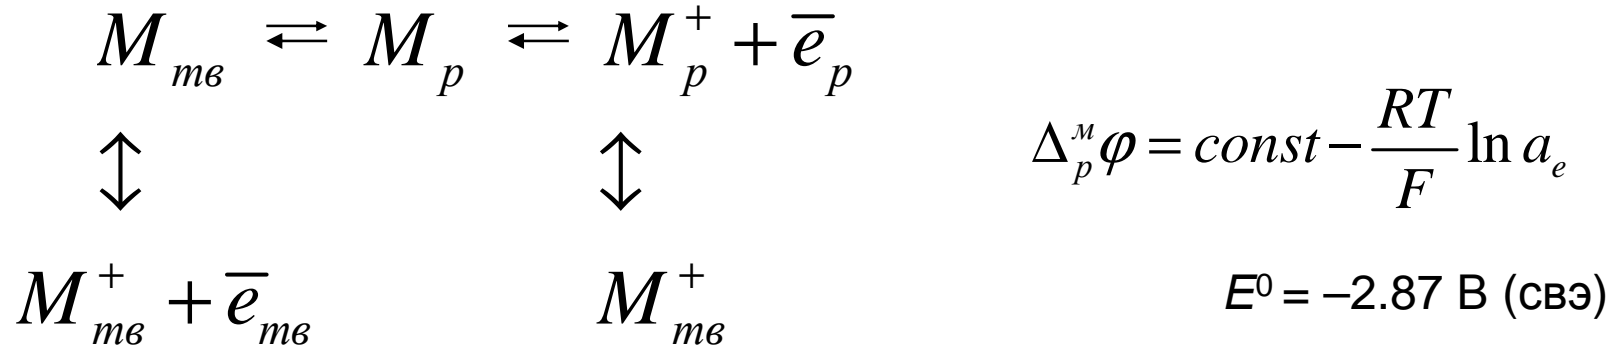 M_тв ⇄ M_р ⇄ M_р^+ + e̅_р
Δ_р^м φ = const − RT/F ln a_e
M_тв^+ + e̅_тв M_тв^+
E^0 = –2.87 В (свэ)